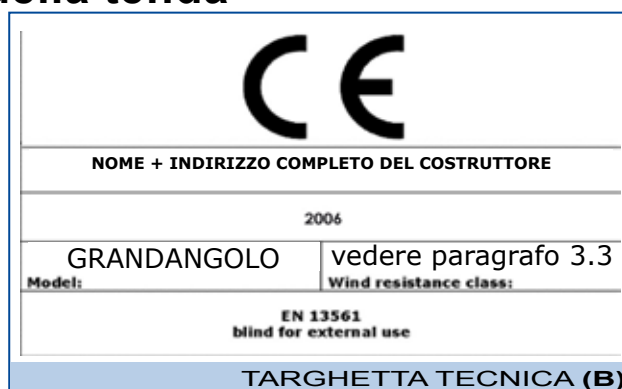 CE
NOME + INDIRIZZO COMPLETO DEL COSTRUTTORE
2006
GRANDANGOLO
Model:
vedere paragrafo 3.3
Wind resistance class:
EN 13561
blind for external use
TARGHETTA TECNICA (B)